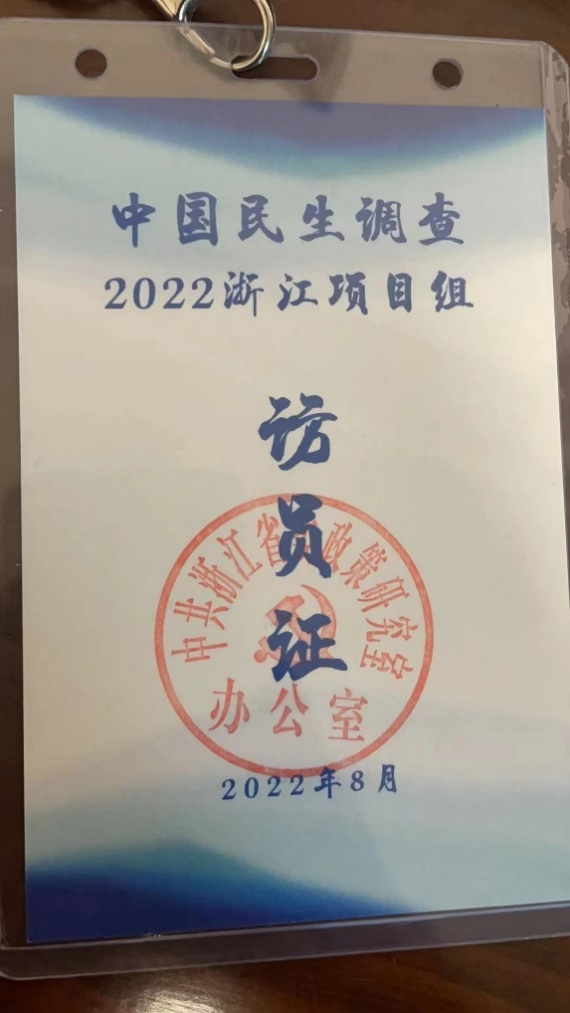 中国民生调查
2022浙江项目组
访
员
证
中共浙江省 政策研究室
办公室
2022年8月